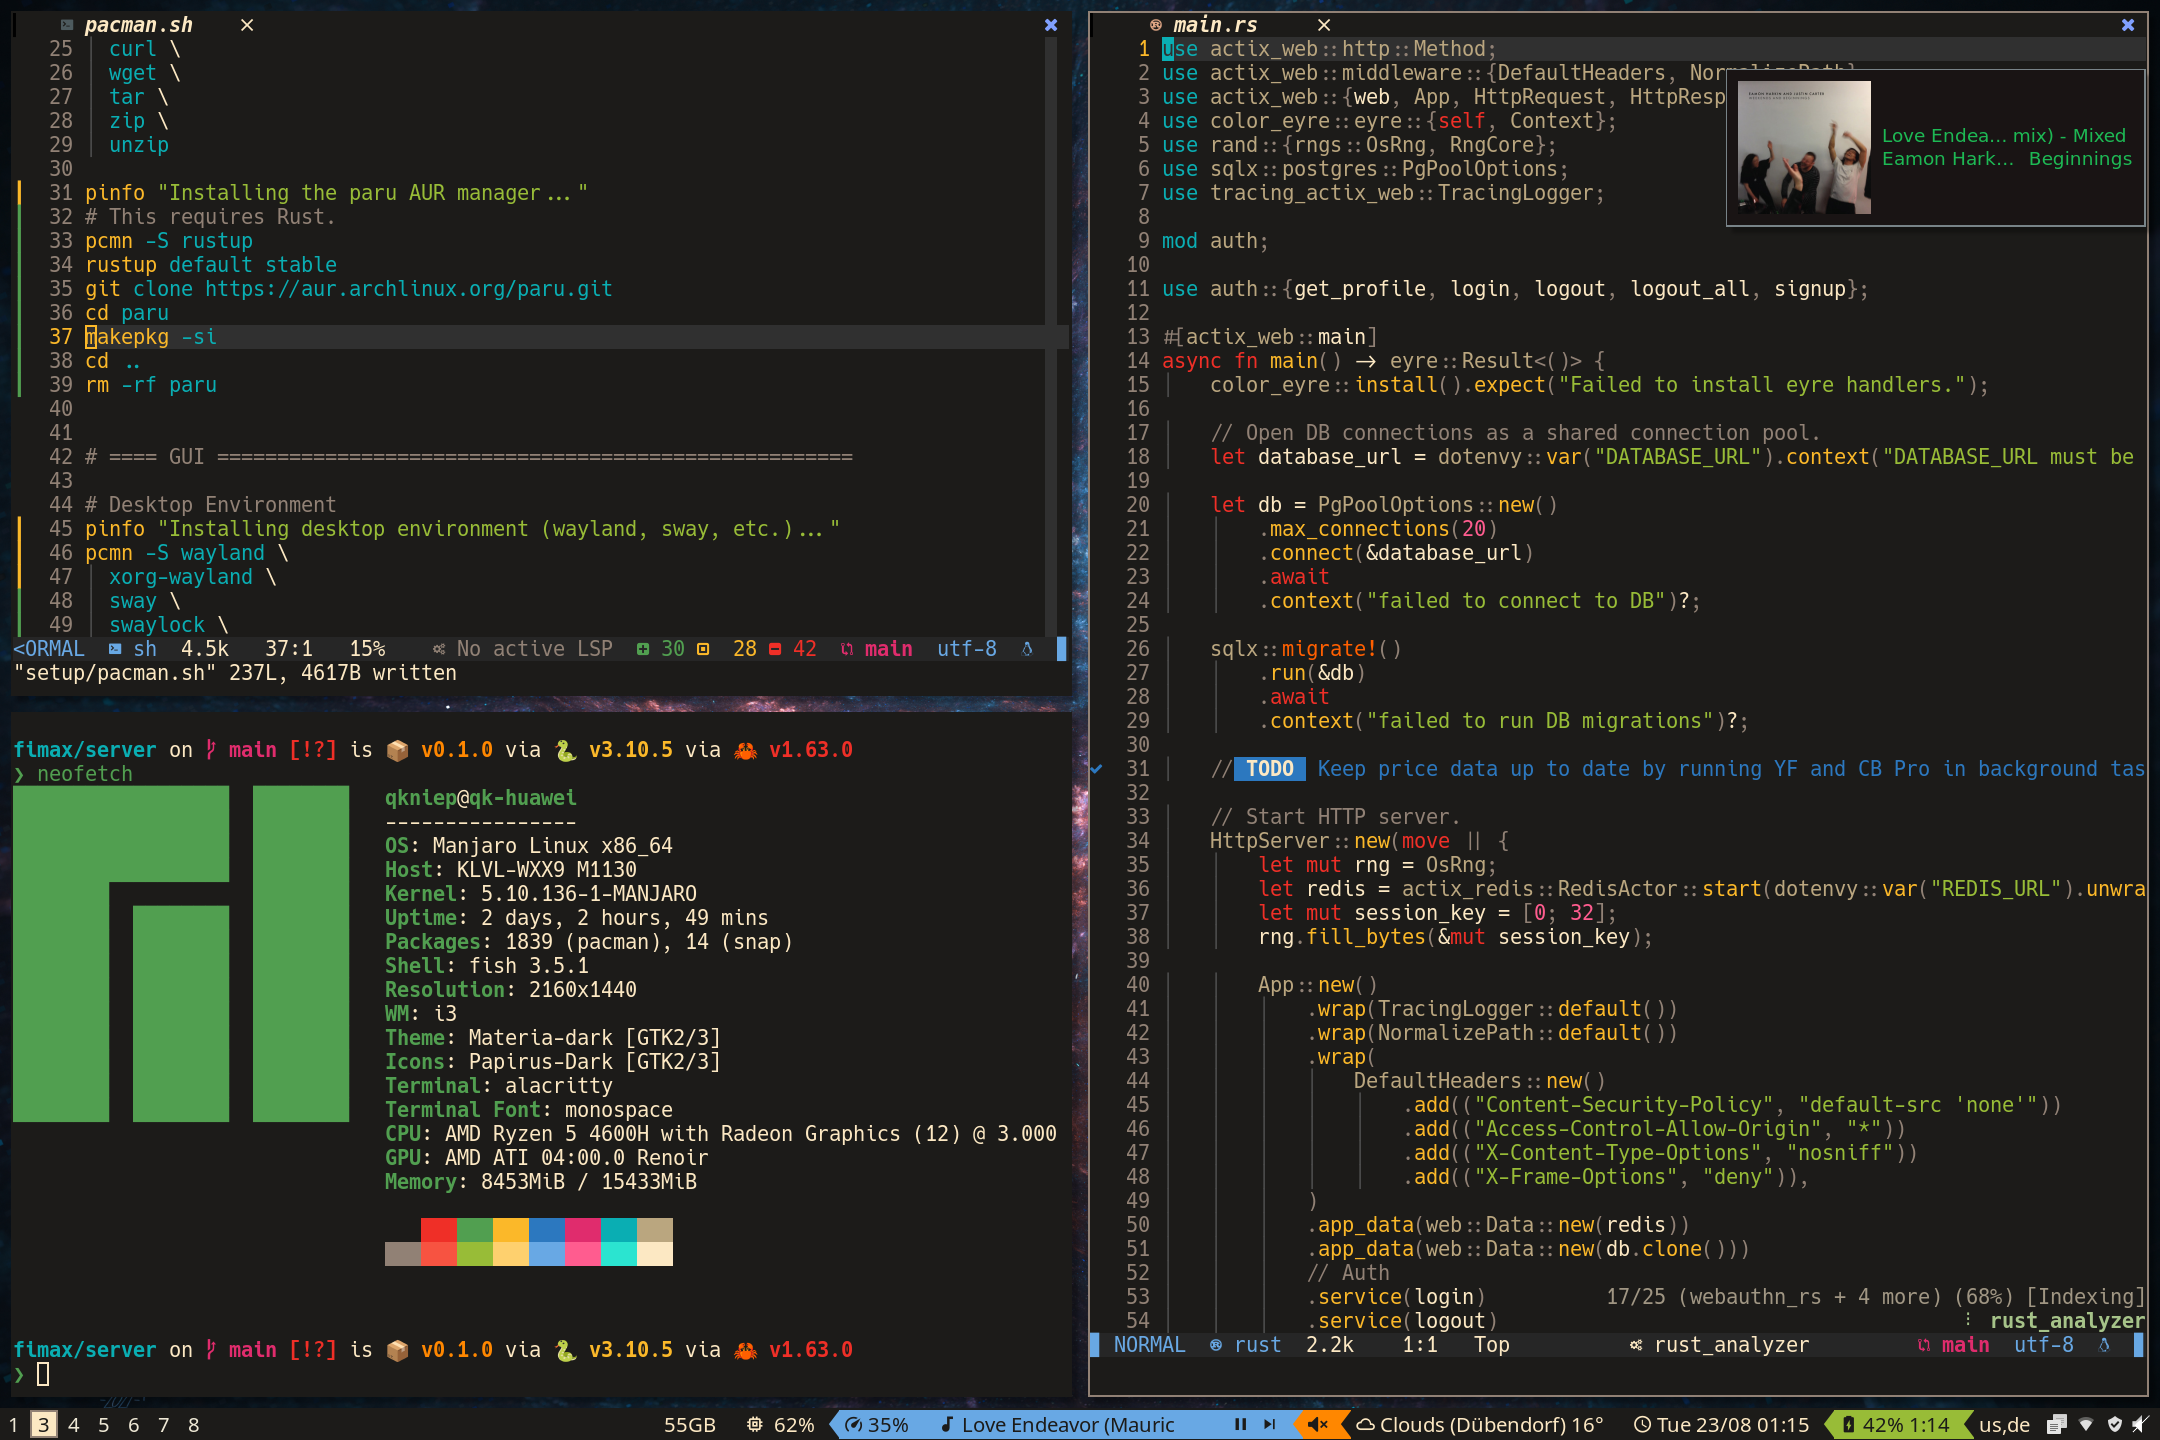 pacman.sh ×
25 curl \
26 wget \
27 tar \
28 zip \
29 unzip
30
31 pinfo "Installing the paru AUR manager..."
32 # This requires Rust.
33 pcmn -S rustup
34 rustup default stable
35 git clone https://aur.archlinux.org/paru.git
36 cd paru
37 makepkg -si
38 cd ..
39 rm -rf paru
40
41
42 # ==== GUI =====================================================
43
44 # Desktop Environment
45 pinfo "Installing desktop environment (wayland, sway, etc.)..."
46 pcmn -S wayland \
47 xorg-wayland \
48 sway \
49 swaylock \
<ORMAL sh 4.5k 37:1 15% No active LSP 30 28 42 main utf-8
"setup/pacman.sh" 237L, 4617B written
fimax/server on main [!?] is 📦 v0.1.0 via 🐍 v3.10.5 via 🦀 v1.63.0
❯ neofetch
qkniep@qk-huawei
----------------
OS: Manjaro Linux x86_64
Host: KLVL-WXX9 M1130
Kernel: 5.10.136-1-MANJARO
Uptime: 2 days, 2 hours, 49 mins
Packages: 1839 (pacman), 14 (snap)
Shell: fish 3.5.1
Resolution: 2160x1440
WM: i3
Theme: Materia-dark [GTK2/3]
Icons: Papirus-Dark [GTK2/3]
Terminal: alacritty
Terminal Font: monospace
CPU: AMD Ryzen 5 4600H with Radeon Graphics (12) @ 3.000
GPU: AMD ATI 04:00.0 Renoir
Memory: 8453MiB / 15433MiB
fimax/server on main [!?] is 📦 v0.1.0 via 🐍 v3.10.5 via 🦀 v1.63.0
❯
main.rs ×
1 use actix_web::http::Method;
2 use actix_web::middleware::{DefaultHeaders, NormalizePath}
3 use actix_web::{web, App, HttpRequest, HttpResp
4 use color_eyre::eyre::{self, Context};
5 use rand::{rngs::OsRng, RngCore};
6 use sqlx::postgres::PgPoolOptions;
7 use tracing_actix_web::TracingLogger;
8
9 mod auth;
10
11 use auth::{get_profile, login, logout, logout_all, signup};
12
13 #[actix_web::main]
14 async fn main() -> eyre::Result<()> {
15 color_eyre::install().expect("Failed to install eyre handlers.");
16
17 // Open DB connections as a shared connection pool.
18 let database_url = dotenvy::var("DATABASE_URL").context("DATABASE_URL must be
19
20 let db = PgPoolOptions::new()
21 .max_connections(20)
22 .connect(&database_url)
23 .await
24 .context("failed to connect to DB")?;
25
26 sqlx::migrate!()
27 .run(&db)
28 .await
29 .context("failed to run DB migrations")?;
30
31 // TODO Keep price data up to date by running YF and CB Pro in background tas
32
33 // Start HTTP server.
34 HttpServer::new(move || {
35 let mut rng = OsRng;
36 let redis = actix_redis::RedisActor::start(dotenvy::var("REDIS_URL").unwra
37 let mut session_key = [0; 32];
38 rng.fill_bytes(&mut session_key);
39
40 App::new()
41 .wrap(TracingLogger::default())
42 .wrap(NormalizePath::default())
43 .wrap(
44 DefaultHeaders::new()
45 .add(("Content-Security-Policy", "default-src 'none'"))
46 .add(("Access-Control-Allow-Origin", "*"))
47 .add(("X-Content-Type-Options", "nosniff"))
48 .add(("X-Frame-Options", "deny")),
49 )
50 .app_data(web::Data::new(redis))
51 .app_data(web::Data::new(db.clone()))
52 // Auth
53 .service(login) 17/25 (webauthn_rs + 4 more) (68%) [Indexing]
54 .service(logout) rust_analyzer
NORMAL rust 2.2k 1:1 Top rust_analyzer main utf-8
EAMON HARKIN AND JUSTIN CARTER
Love Endea... mix) - Mixed
Eamon Hark... Beginnings
1 3 4 5 6 7 8 55GB 62% 35% Love Endeavor (Mauric Clouds (Dübendorf) 16° Tue 23/08 01:15 42% 1:14 us,de